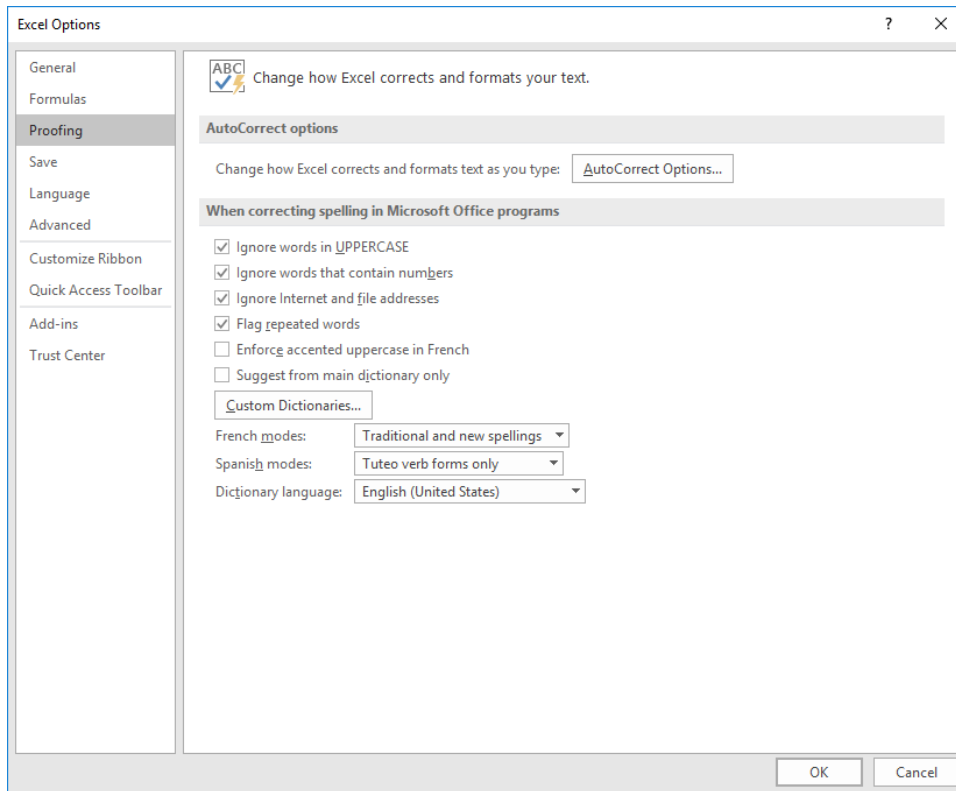 Excel Options
?
General
Formulas
Proofing
Save
Language
Advanced
Customize Ribbon
Quick Access Toolbar
Add-ins
Trust Center
ABC
Change how Excel corrects and formats your text.
AutoCorrect options
Change how Excel corrects and formats text as you type: AutoCorrect Options...
When correcting spelling in Microsoft Office programs
Ignore words in UPPERCASE
Ignore words that contain numbers
Ignore Internet and file addresses
Flag repeated words
Enforce accented uppercase in French
Suggest from main dictionary only
Custom Dictionaries...
French modes: Traditional and new spellings
Spanish modes: Tuteo verb forms only
Dictionary language: English (United States)
OK Cancel